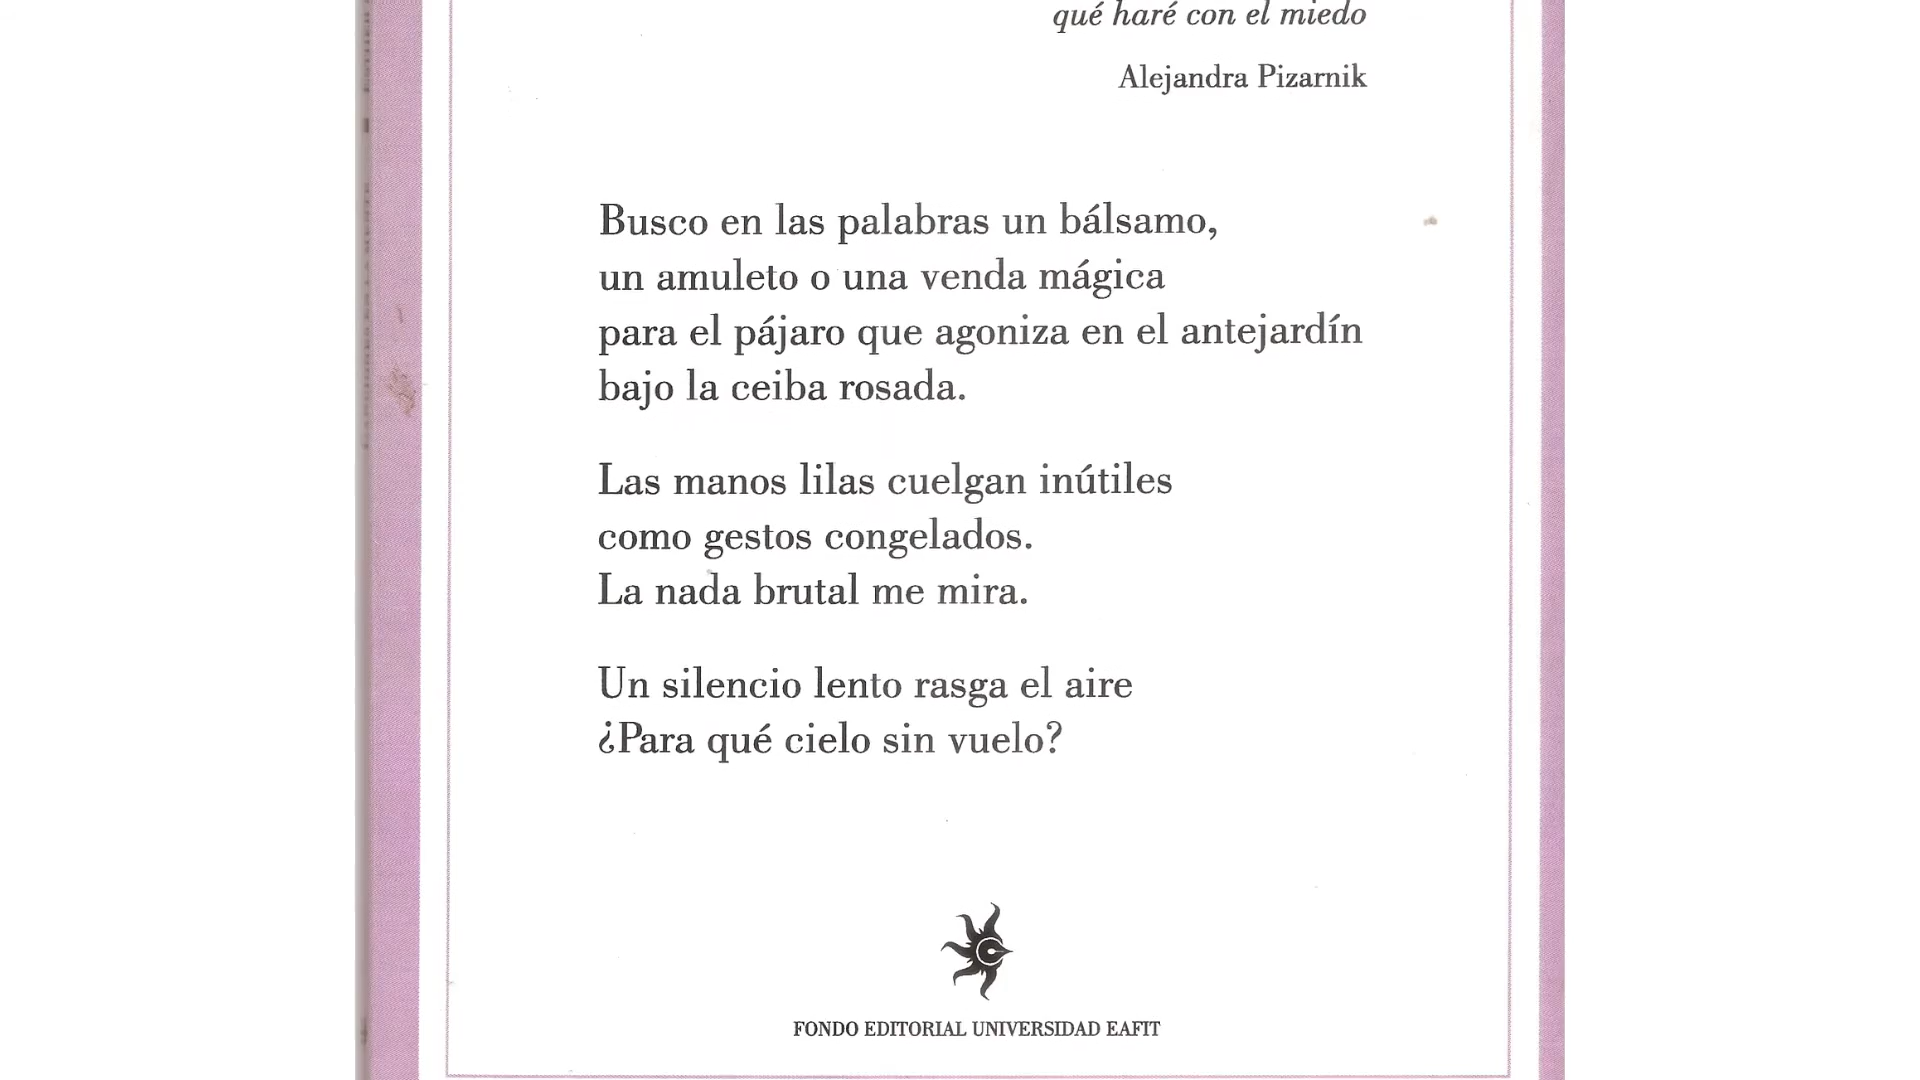 qué haré con el miedo
Alejandra Pizarnik
Busco en las palabras un bálsamo,
un amuleto o una venda mágica
para el pájaro que agoniza en el antejardín
bajo la ceiba rosada.
Las manos lilas cuelgan inútiles
como gestos congelados.
La nada brutal me mira.
Un silencio lento rasga el aire
¿Para qué cielo sin vuelo?
FONDO EDITORIAL UNIVERSIDAD EAFIT